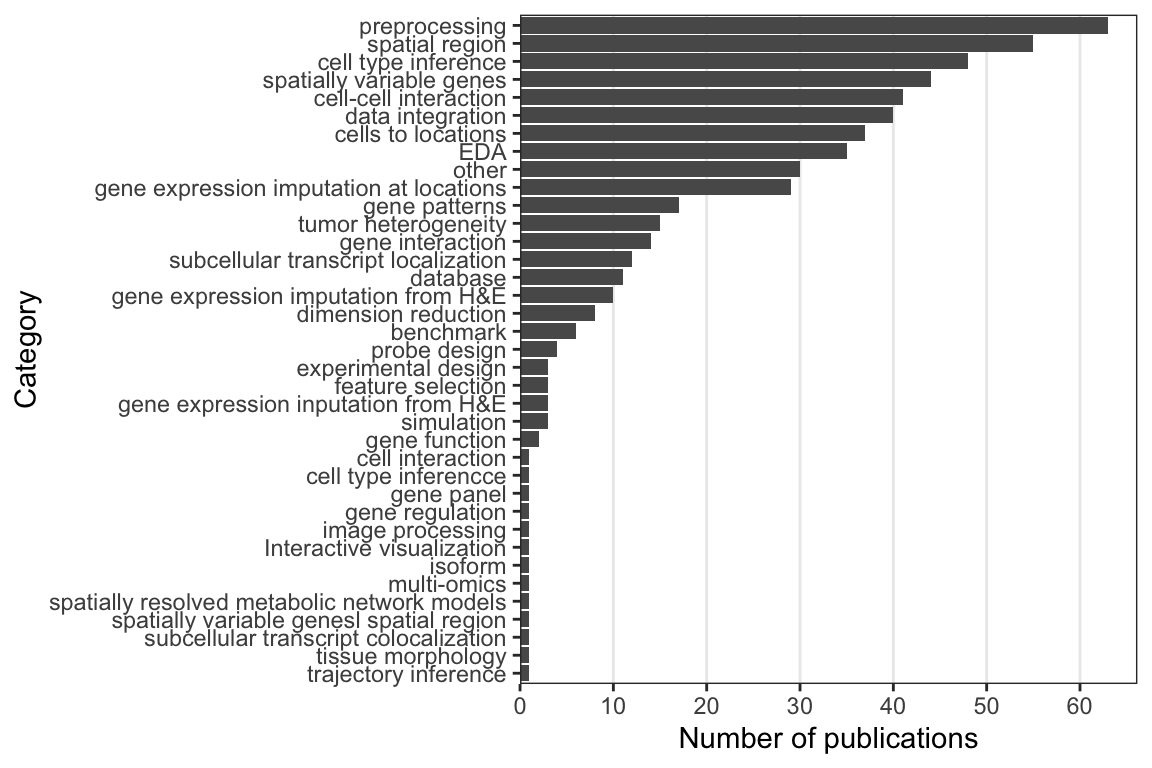 preprocessing
spatial region
cell type inference
spatially variable genes
cell-cell interaction
data integration
cells to locations
EDA
other
gene expression imputation at locations
gene patterns
tumor heterogeneity
gene interaction
subcellular transcript localization
database
gene expression imputation from H&E
dimension reduction
benchmark
probe design
experimental design
feature selection
gene expression inputation from H&E
simulation
gene function
cell interaction
cell type inferencce
gene panel
gene regulation
image processing
Interactive visualization
isoform
multi-omics
spatially resolved metabolic network models
spatially variable genesl spatial region
subcellular transcript colocalization
tissue morphology
trajectory inference
Category
0 10 20 30 40 50 60
Number of publications